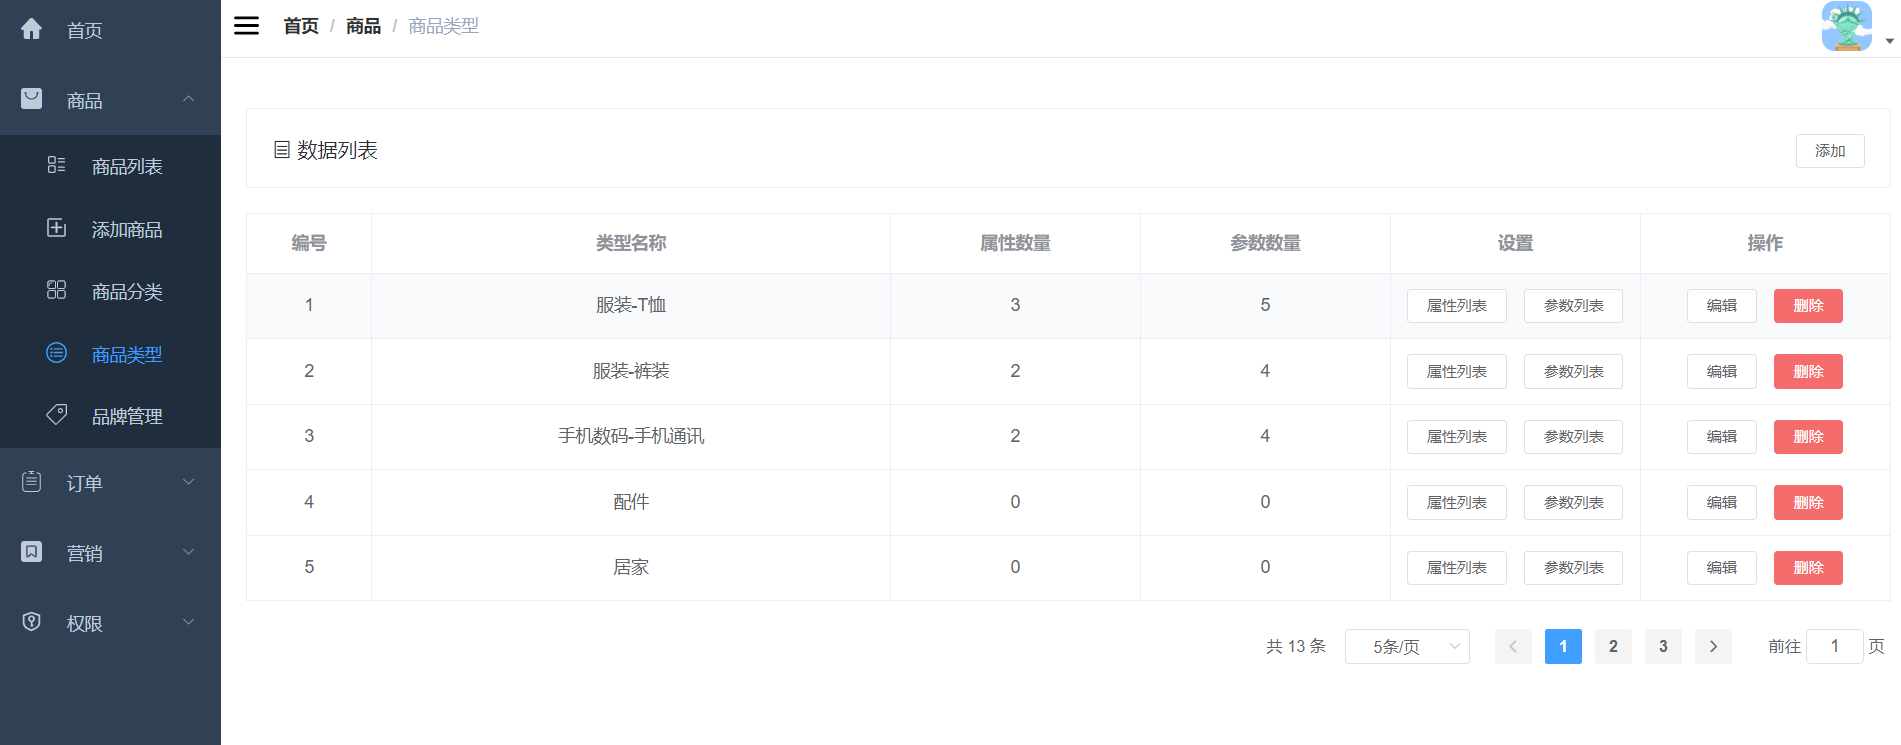 首页
商品
商品列表
添加商品
商品分类
商品类型
品牌管理
订单
营销
权限
首页 / 商品 / 商品类型
数据列表 添加
编号 类型名称 属性数量 参数数量 设置 操作
1 服装-T恤 3 5 属性列表 参数列表 编辑 删除
2 服装-裤装 2 4 属性列表 参数列表 编辑 删除
3 手机数码-手机通讯 2 4 属性列表 参数列表 编辑 删除
4 配件 0 0 属性列表 参数列表 编辑 删除
5 居家 0 0 属性列表 参数列表 编辑 删除
共 13 条 5条/页 1 2 3 前往 1 页